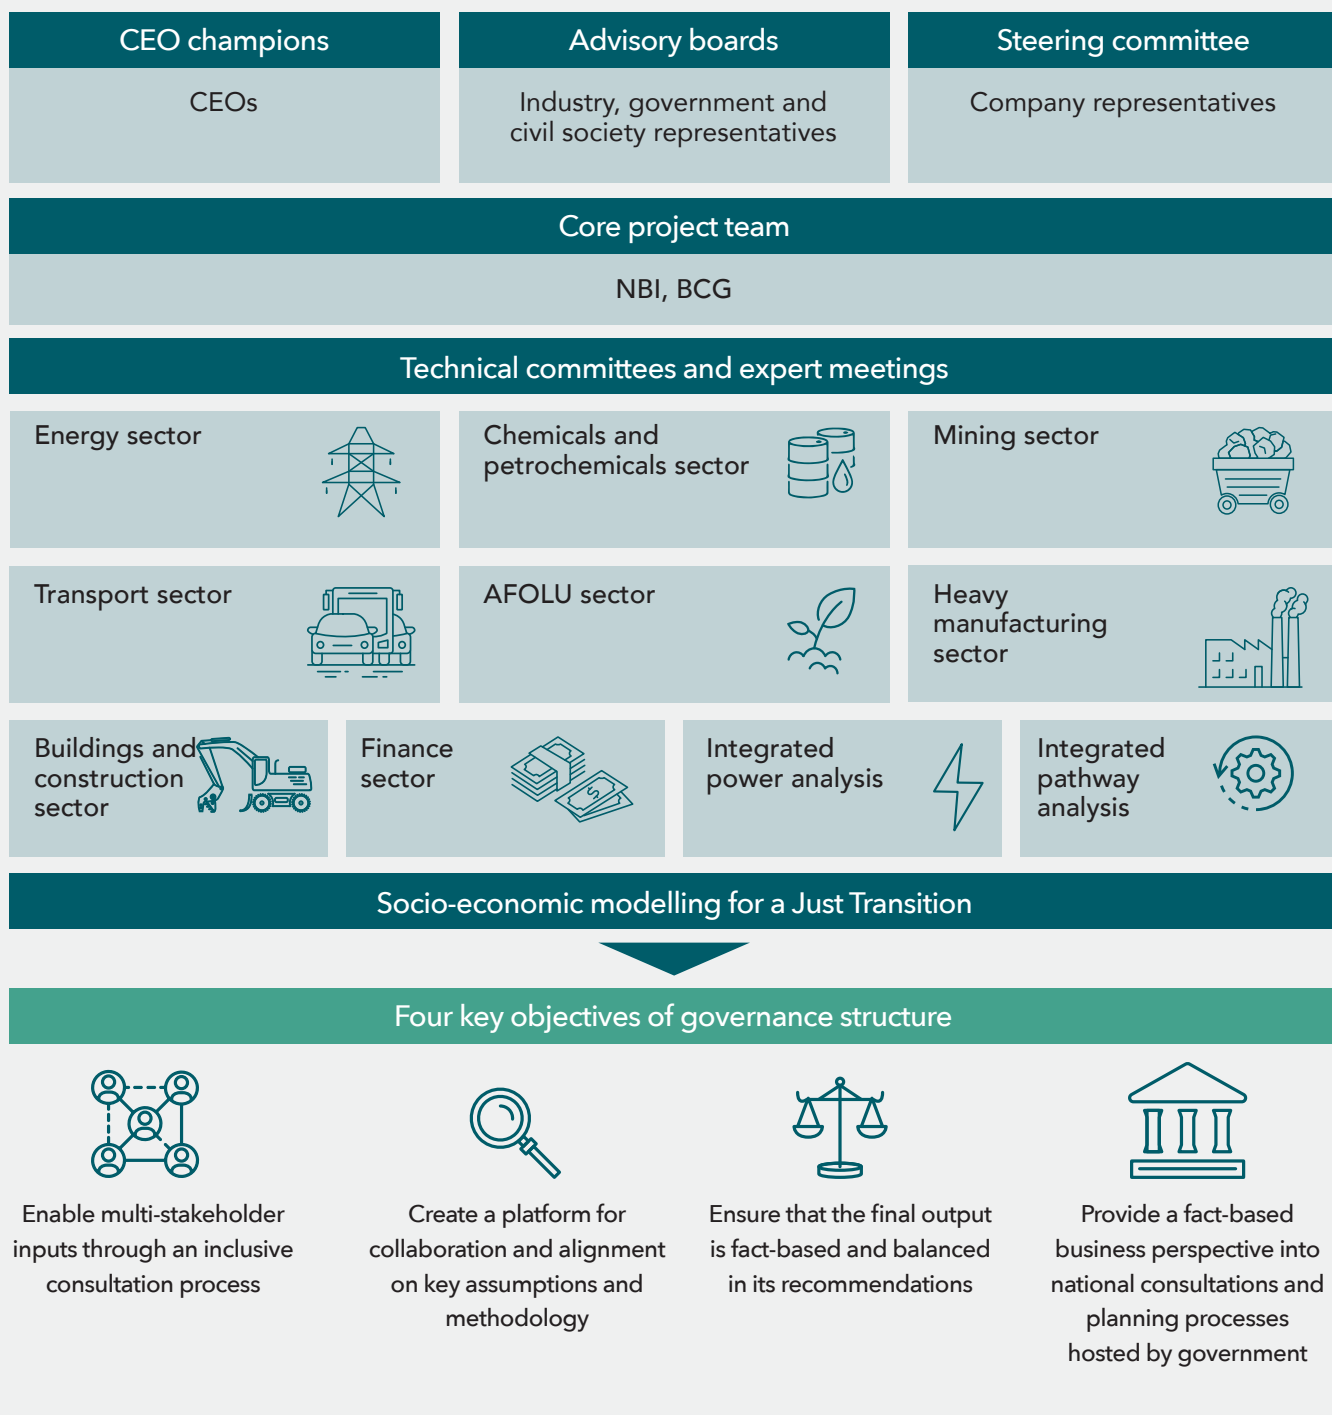 CEO champions
CEOs
Advisory boards
Industry, government and
civil society representatives
Steering committee
Company representatives
Core project team
NBI, BCG
Technical committees and expert meetings
Energy sector
Chemicals and
petrochemicals sector
Mining sector
Transport sector
AFOLU sector
Heavy
manufacturing
sector
Buildings and
construction
sector
Finance
sector
Integrated
power analysis
Integrated
pathway
analysis
Socio-economic modelling for a Just Transition
Four key objectives of governance structure
Enable multi-stakeholder
inputs through an inclusive
consultation process
Create a platform for
collaboration and alignment
on key assumptions and
methodology
Ensure that the final output
is fact-based and balanced
in its recommendations
Provide a fact-based
business perspective into
national consultations and
planning processes
hosted by government